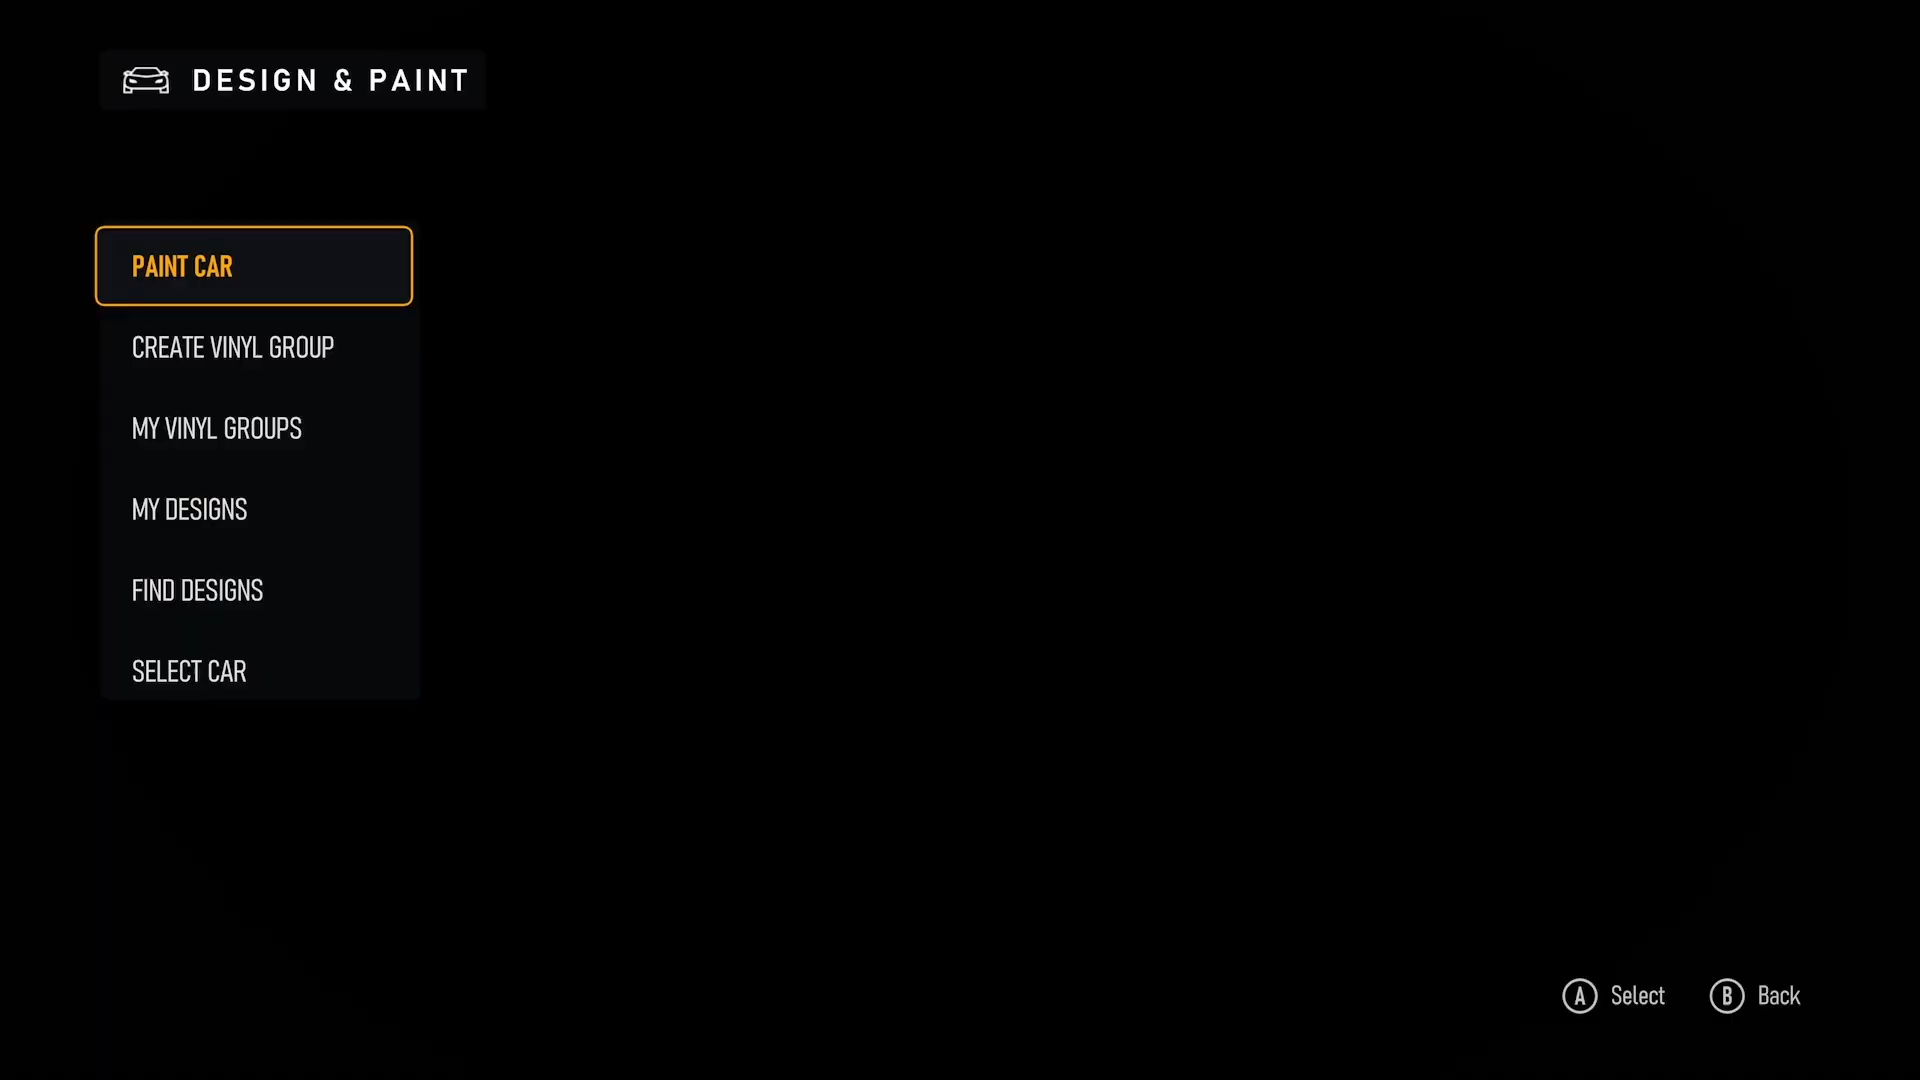 DESIGN & PAINT
PAINT CAR
CREATE VINYL GROUP
MY VINYL GROUPS
MY DESIGNS
FIND DESIGNS
SELECT CAR
A Select B Back